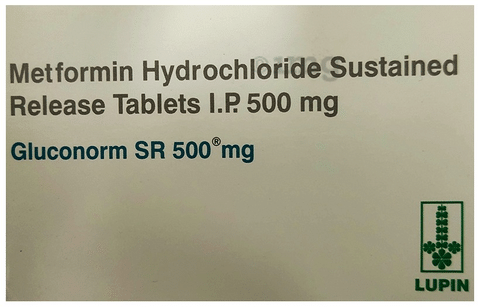 Metformin Hydrochloride Sustained
Release Tablets I.P. 500 mg
Gluconorm SR 500® mg
LUPIN